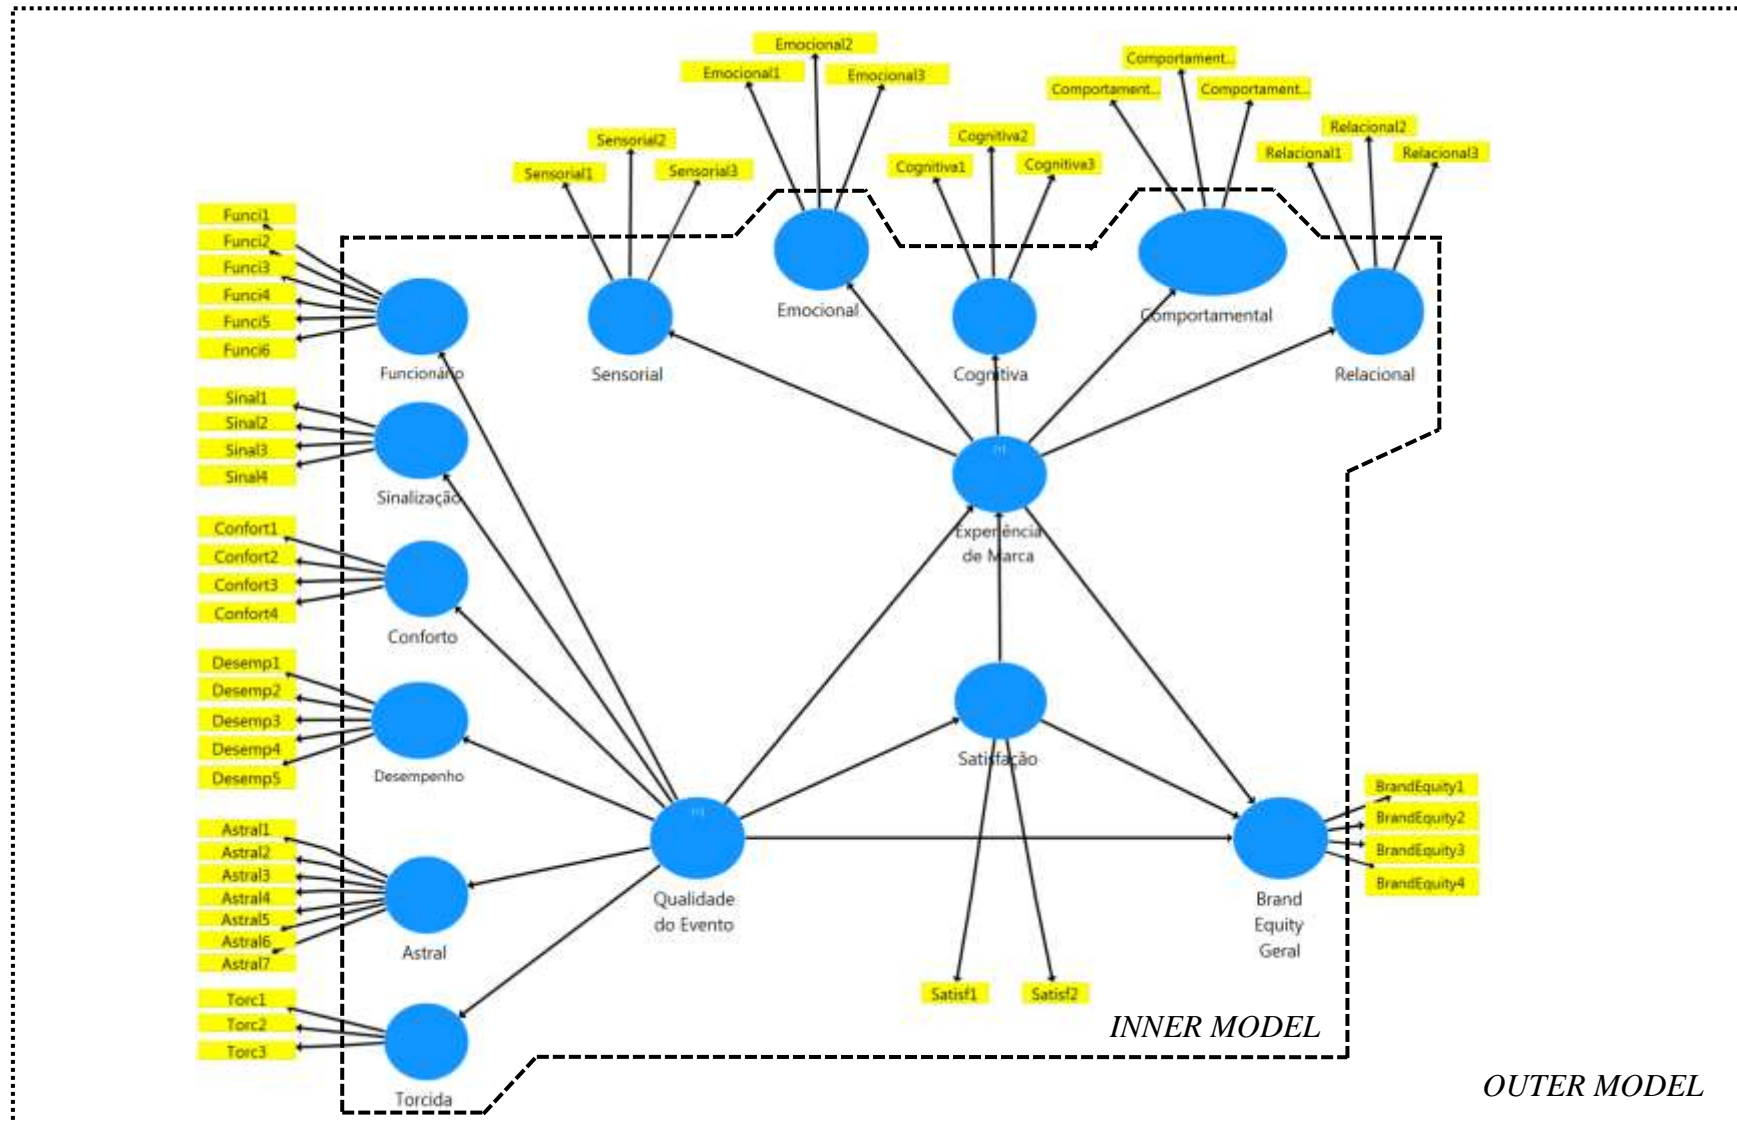 Emocional2
Emocional1
Emocional3
Comportament...
Comportament...
Comportament...
Sensorial2
Sensorial1
Sensorial3
Cognitiva2
Cognitiva1
Cognitiva3
Relacional2
Relacional1
Relacional3
Funci1
Funci2
Funci3
Funci4
Funci5
Funci6
Funcionário
Sensorial
Emocional
Cognitiva
Comportamental
Relacional
Sinal1
Sinal2
Sinal3
Sinal4
Sinalização
Experiência
de Marca
Confort1
Confort2
Confort3
Confort4
Conforto
Desemp1
Desemp2
Desemp3
Desemp4
Desemp5
Desempenho
Satisfação
Astral1
Astral2
Astral3
Astral4
Astral5
Astral6
Astral7
Astral
Qualidade
do Evento
BrandEquity1
BrandEquity2
BrandEquity3
BrandEquity4
Brand
Equity
Geral
Satisf1
Satisf2
Torc1
Torc2
Torc3
Torcida
INNER MODEL
OUTER MODEL